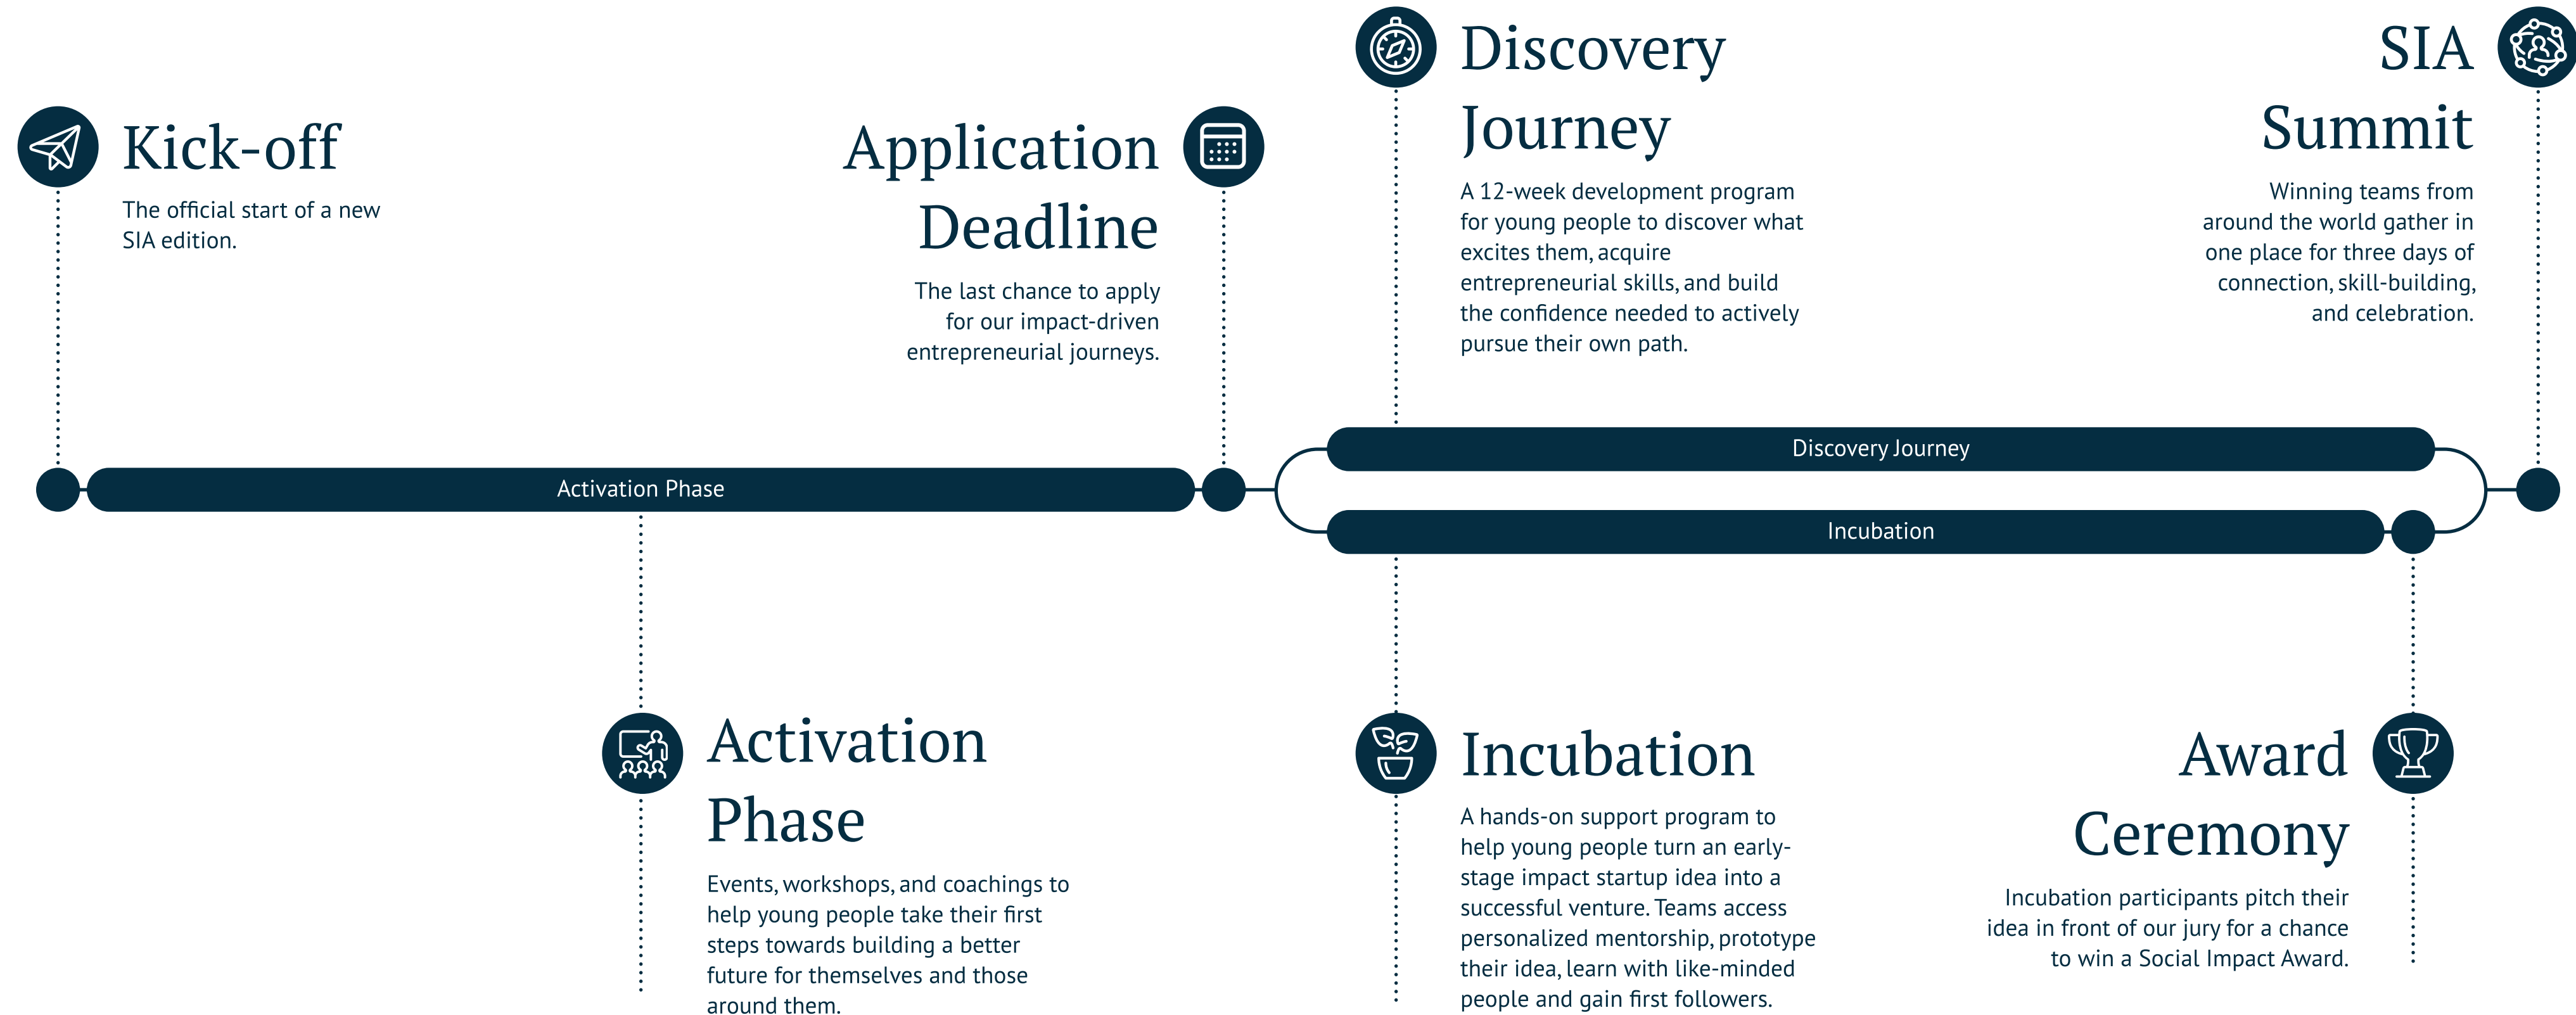 Kick-off
The official start of a new
SIA edition.
Application
Deadline
The last chance to apply
for our impact-driven
entrepreneurial journeys.
Discovery
Journey
A 12-week development program
for young people to discover what
excites them, acquire
entrepreneurial skills, and build
the confidence needed to actively
pursue their own path.
SIA
Summit
Winning teams from
around the world gather in
one place for three days of
connection, skill-building,
and celebration.
Activation Phase
Discovery Journey
Incubation
Activation
Phase
Events, workshops, and coachings to
help young people take their first
steps towards building a better
future for themselves and those
around them.
Incubation
A hands-on support program to
help young people turn an early-
stage impact startup idea into a
successful venture. Teams access
personalized mentorship, prototype
their idea, learn with like-minded
people and gain first followers.
Award
Ceremony
Incubation participants pitch their
idea in front of our jury for a chance
to win a Social Impact Award.